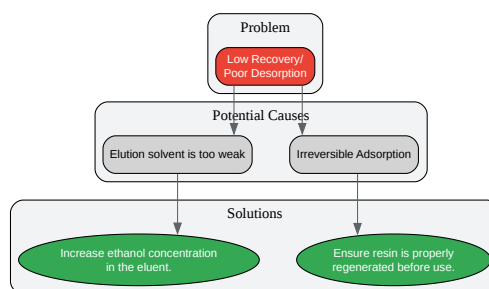 Problem
Low Recovery/
Poor Desorption
Potential Causes
Elution solvent is too weak
Irreversible Adsorption
Solutions
Increase ethanol concentration
in the eluent.
Ensure resin is properly
regenerated before use.